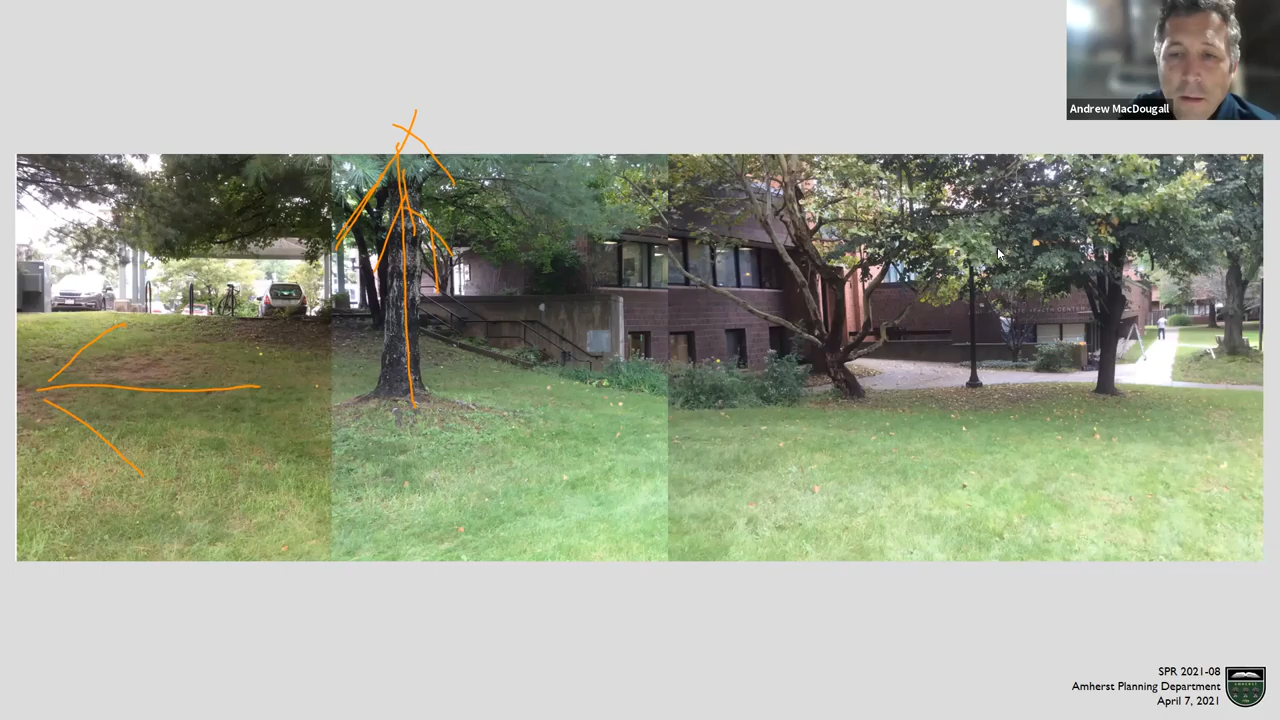 Andrew MacDougall
SPR 2021-08
Amherst Planning Department
April 7, 2021